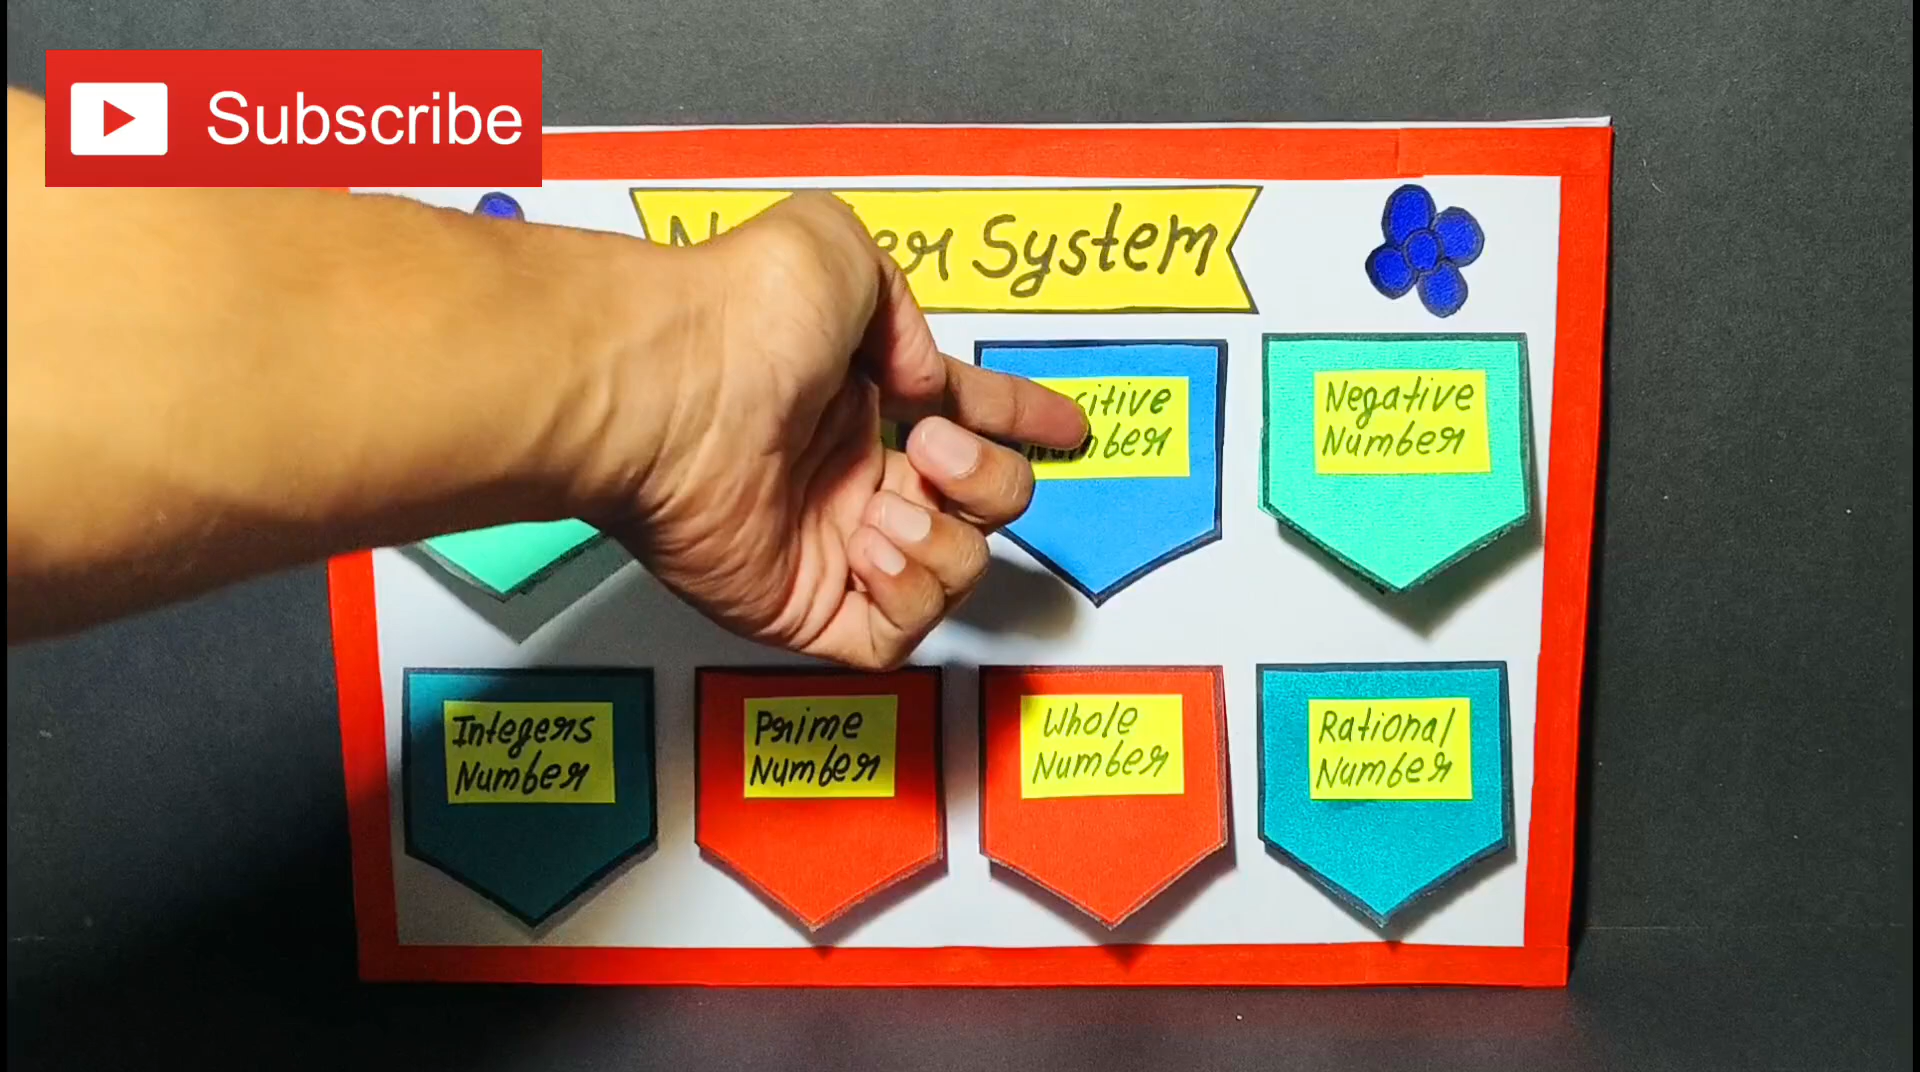 Subscribe
System
Negative
Number
Integers
Number
Prime
Number
Whole
Number
Rational
Number